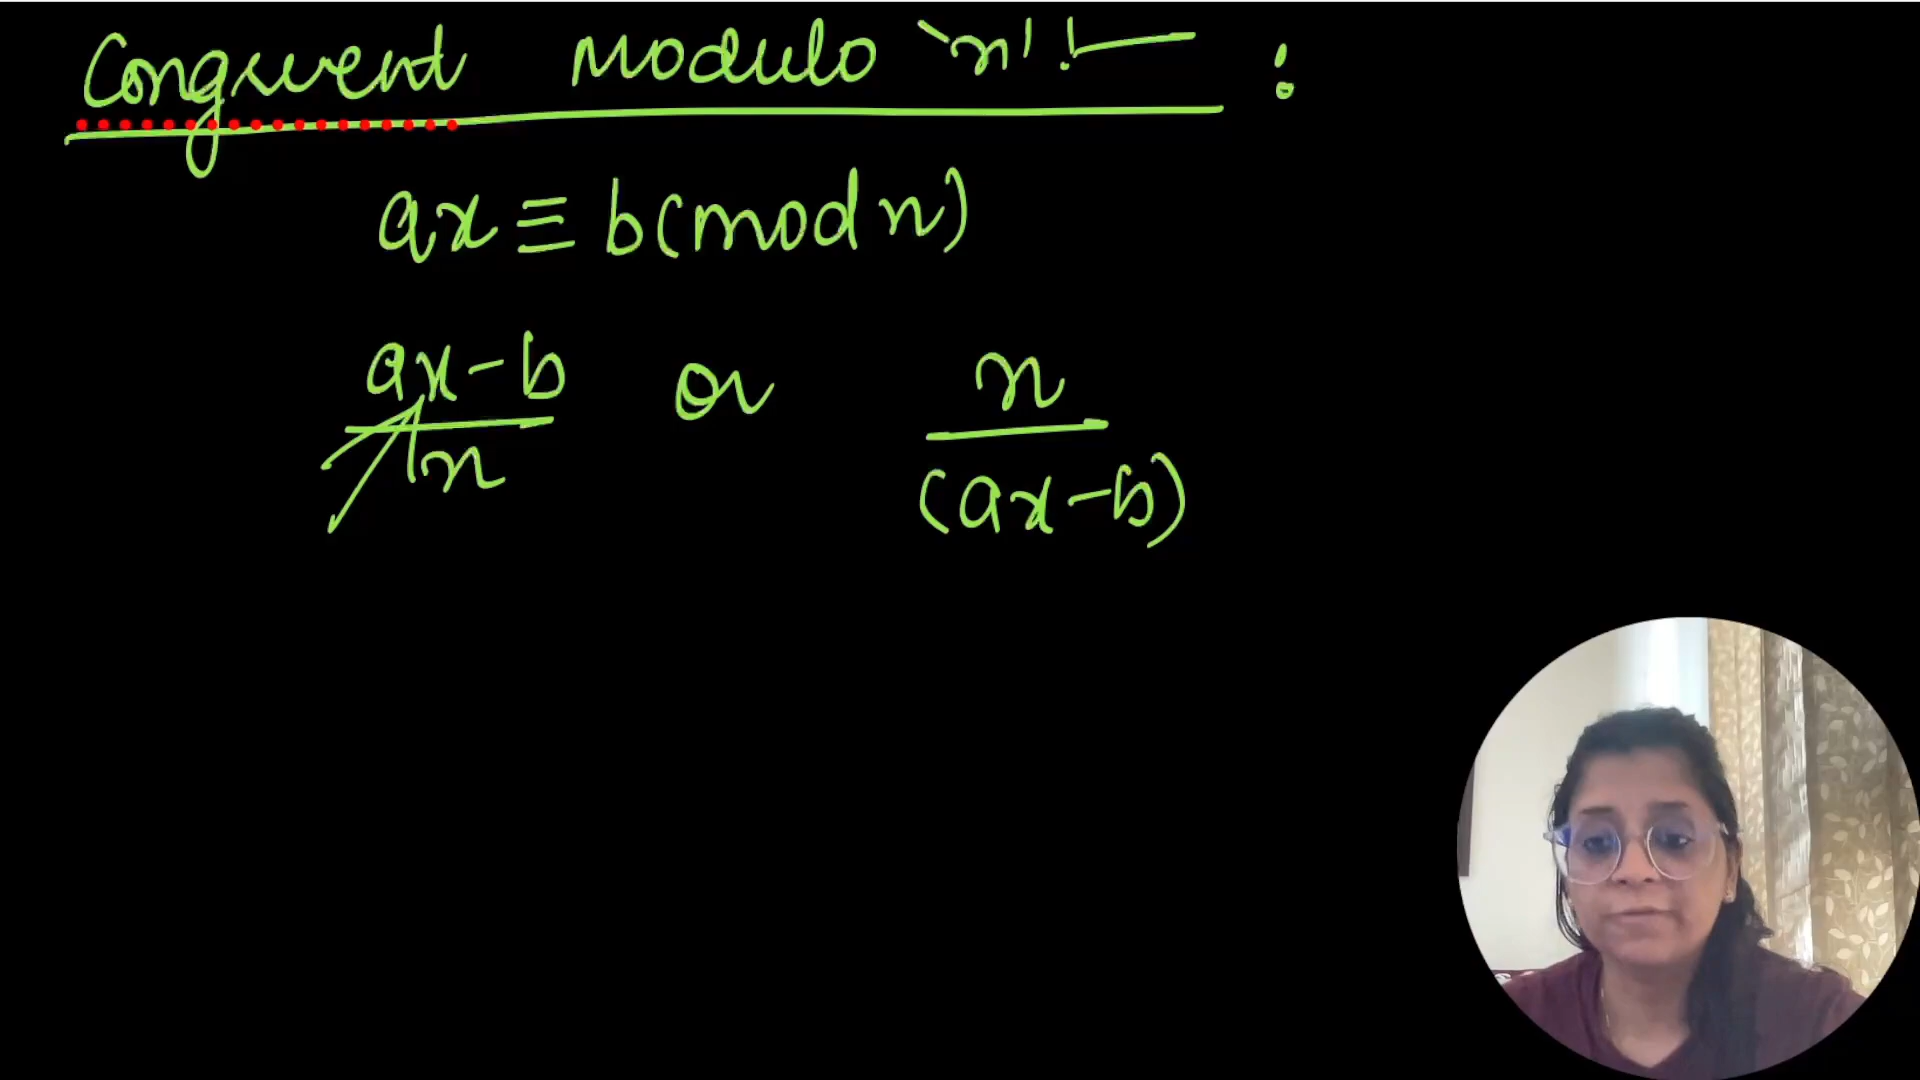 Congruent Modulo `n' :- :
ax ≡ b(mod n)
ax-b / n or n / (ax-b)